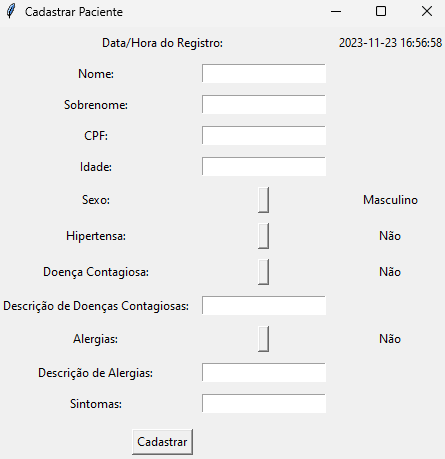 Cadastrar Paciente
Data/Hora do Registro: 2023-11-23 16:56:58
Nome:
Sobrenome:
CPF:
Idade:
Sexo: Masculino
Hipertensa: Não
Doença Contagiosa: Não
Descrição de Doenças Contagiosas:
Alergias: Não
Descrição de Alergias:
Sintomas:
Cadastrar